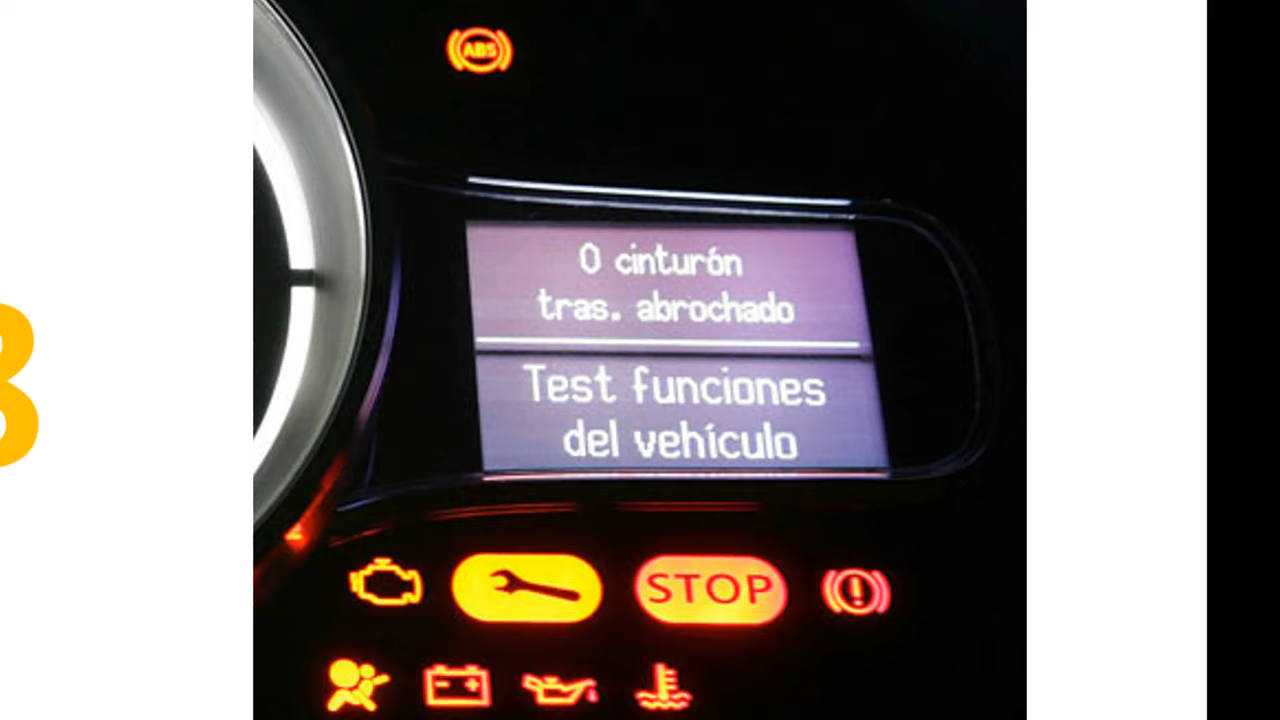 ABS
0 cinturón
tras. abrochado
Test funciones
del vehículo
STOP